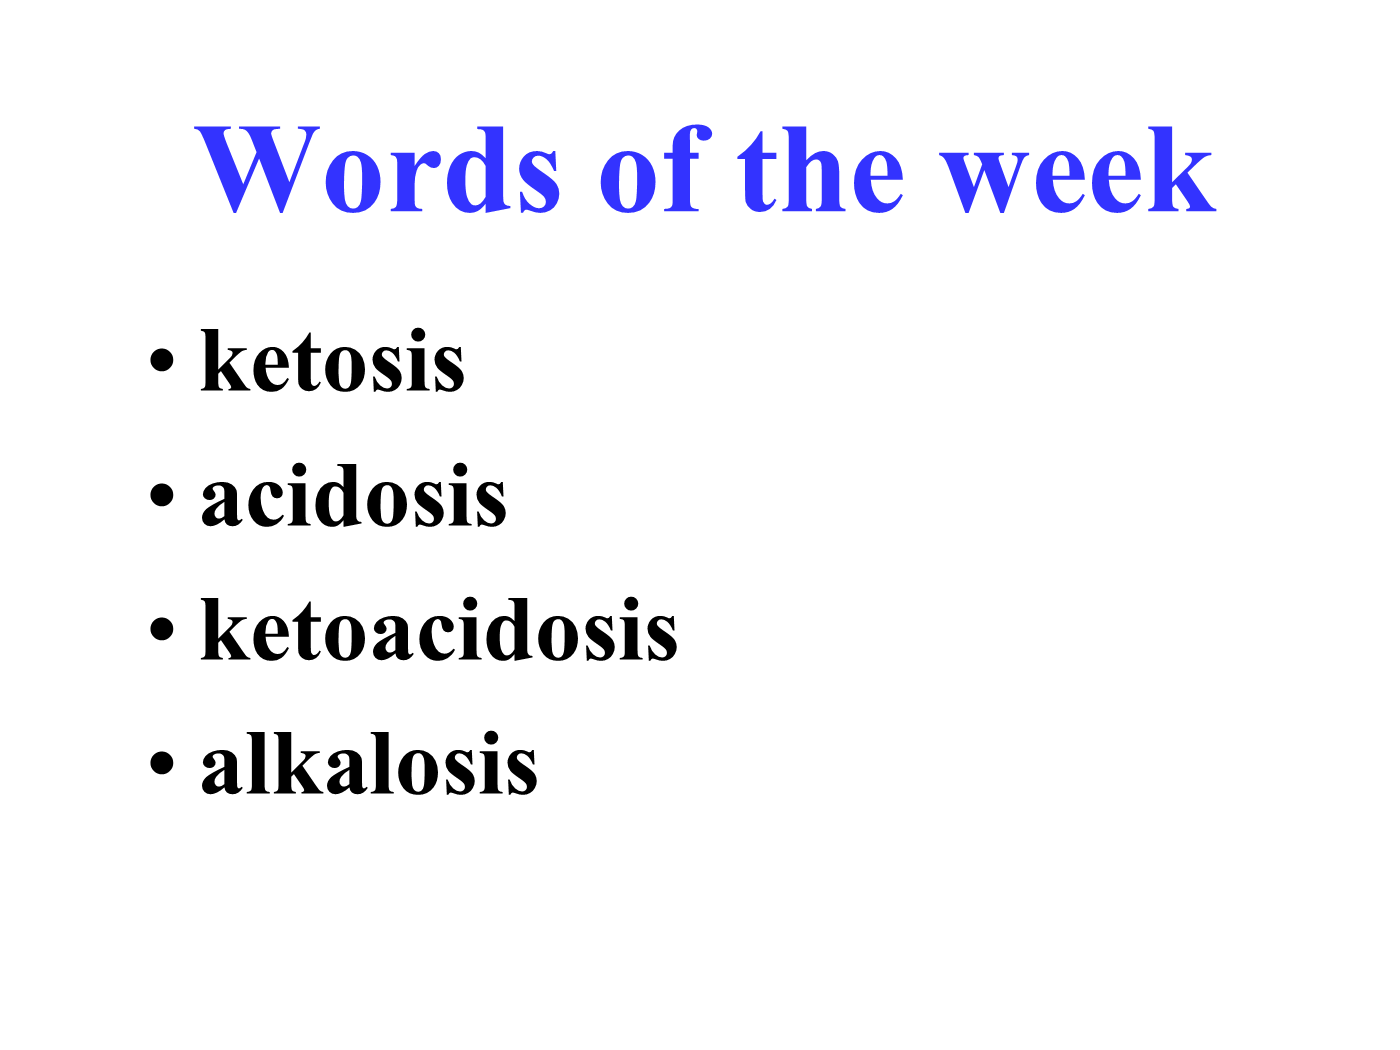 Words of the week
• ketosis
• acidosis
• ketoacidosis
• alkalosis